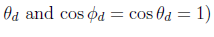 θ_d and cos ϕ_d = cos θ_d = 1)